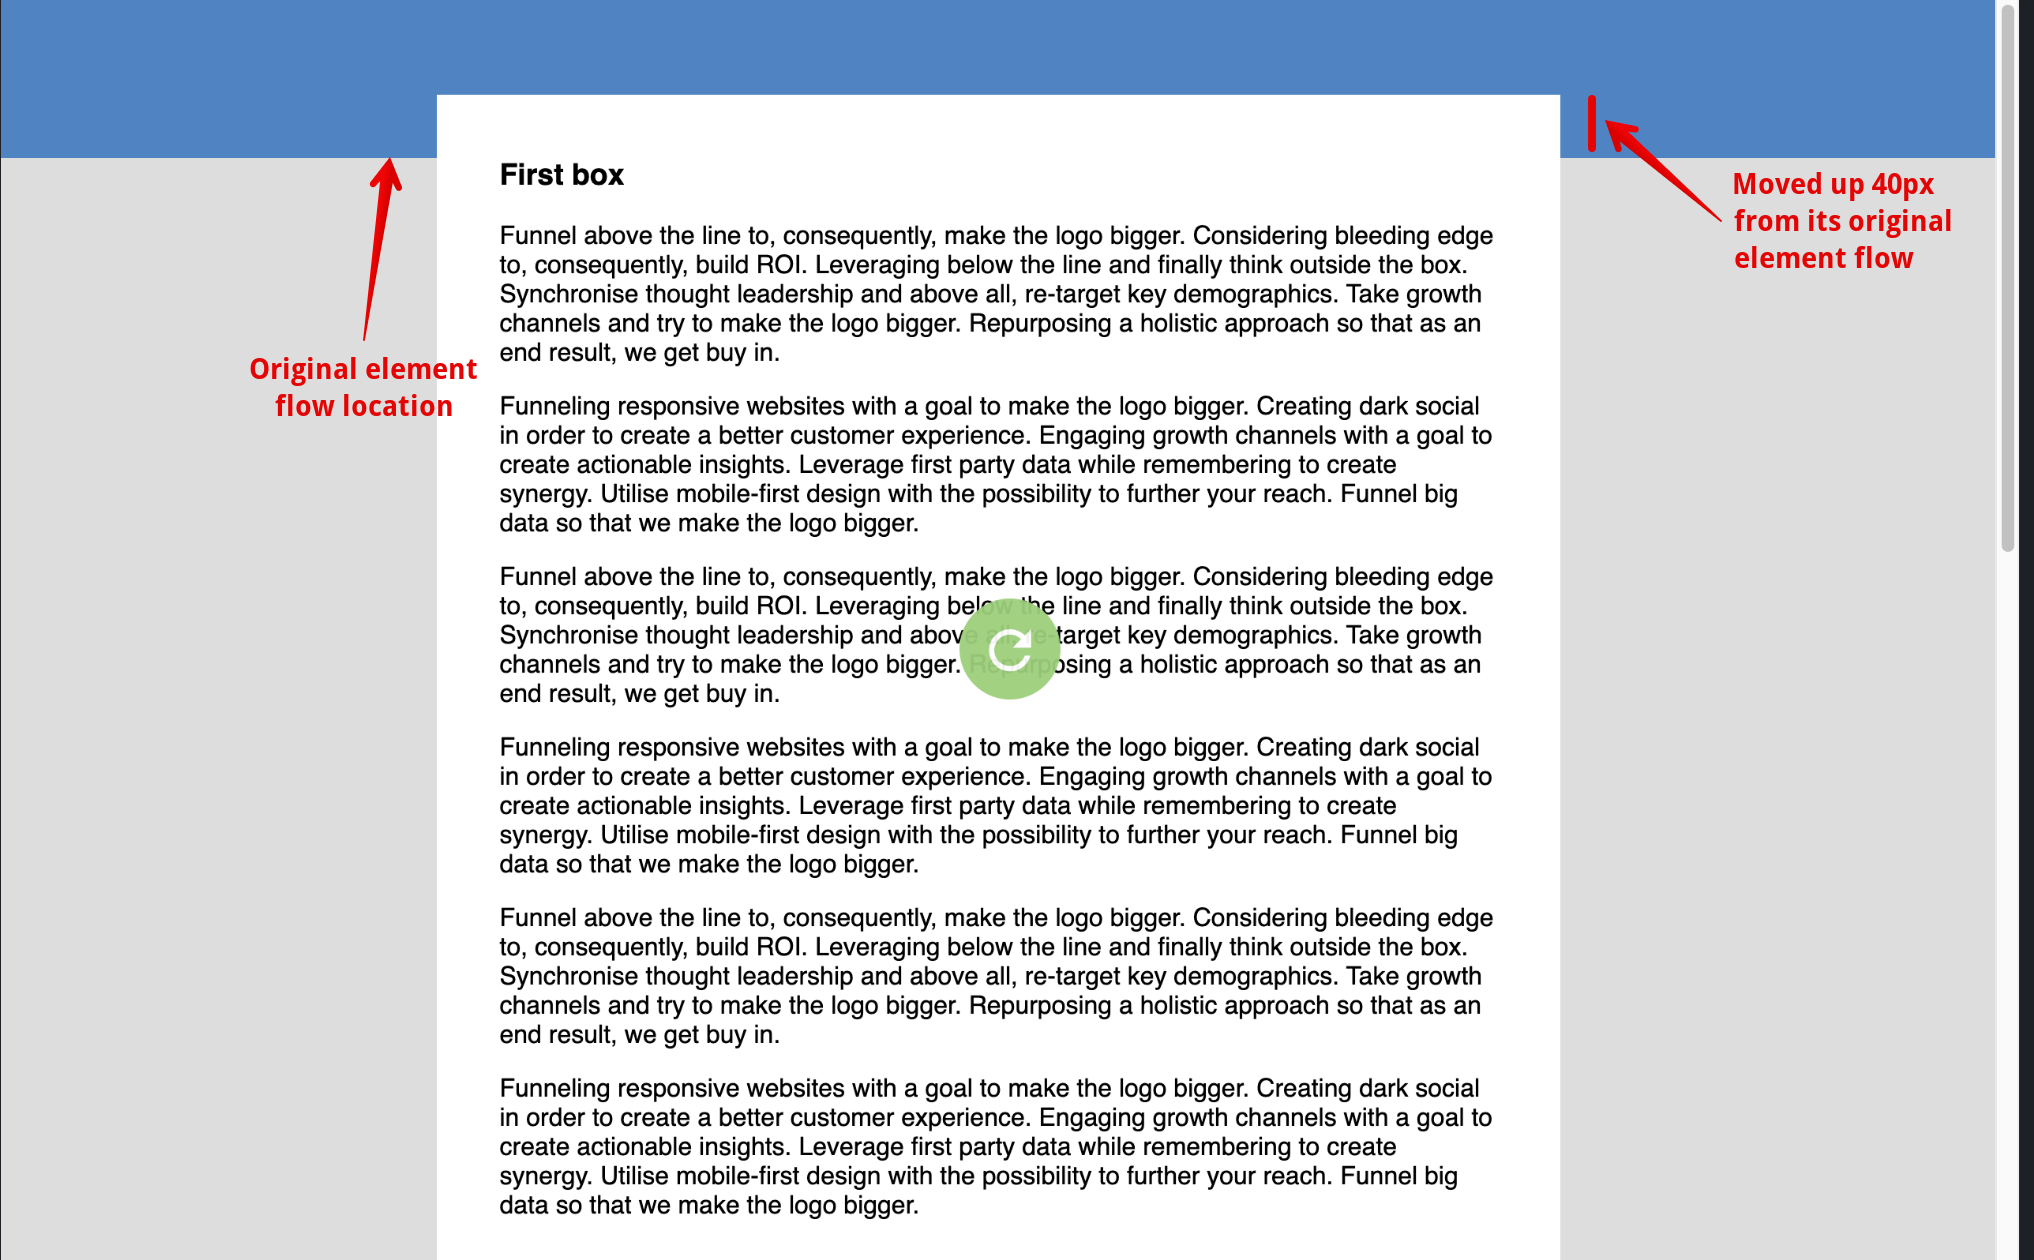 First box
Moved up 40px
from its original
element flow
Funnel above the line to, consequently, make the logo bigger. Considering bleeding edge
to, consequently, build ROI. Leveraging below the line and finally think outside the box.
Synchronise thought leadership and above all, re-target key demographics. Take growth
channels and try to make the logo bigger. Repurposing a holistic approach so that as an
end result, we get buy in.
Original element
flow location
Funneling responsive websites with a goal to make the logo bigger. Creating dark social
in order to create a better customer experience. Engaging growth channels with a goal to
create actionable insights. Leverage first party data while remembering to create
synergy. Utilise mobile-first design with the possibility to further your reach. Funnel big
data so that we make the logo bigger.
Funnel above the line to, consequently, make the logo bigger. Considering bleeding edge
to, consequently, build ROI. Leveraging below the line and finally think outside the box.
Synchronise thought leadership and above all, re-target key demographics. Take growth
channels and try to make the logo bigger. Repurposing a holistic approach so that as an
end result, we get buy in.
Funneling responsive websites with a goal to make the logo bigger. Creating dark social
in order to create a better customer experience. Engaging growth channels with a goal to
create actionable insights. Leverage first party data while remembering to create
synergy. Utilise mobile-first design with the possibility to further your reach. Funnel big
data so that we make the logo bigger.
Funnel above the line to, consequently, make the logo bigger. Considering bleeding edge
to, consequently, build ROI. Leveraging below the line and finally think outside the box.
Synchronise thought leadership and above all, re-target key demographics. Take growth
channels and try to make the logo bigger. Repurposing a holistic approach so that as an
end result, we get buy in.
Funneling responsive websites with a goal to make the logo bigger. Creating dark social
in order to create a better customer experience. Engaging growth channels with a goal to
create actionable insights. Leverage first party data while remembering to create
synergy. Utilise mobile-first design with the possibility to further your reach. Funnel big
data so that we make the logo bigger.